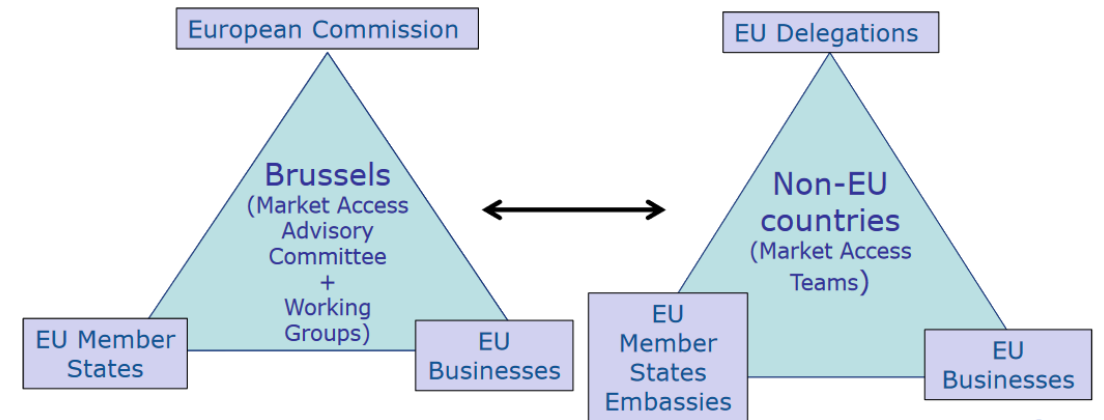 European Commission
Brussels
(Market Access
Advisory
Committee
+
Working
Groups)
EU Member
States
EU
Businesses
EU Delegations
Non-EU
countries
(Market Access
Teams)
EU
Member
States
Embassies
EU
Businesses